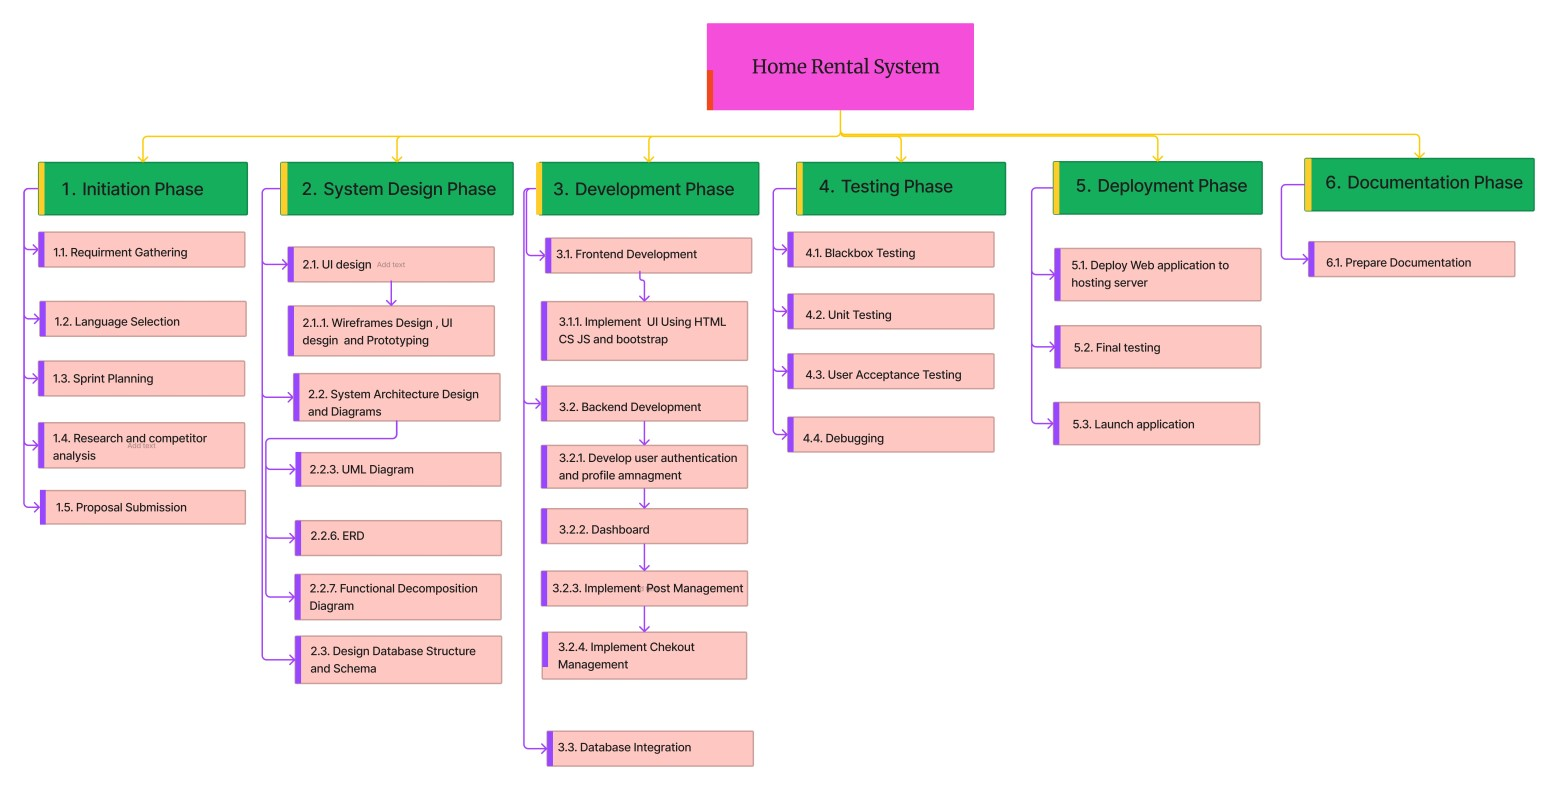 Home Rental System
1. Initiation Phase
1.1. Requirment Gathering
1.2. Language Selection
1.3. Sprint Planning
1.4. Research and competitor
analysis
Add text
1.5. Proposal Submission
2. System Design Phase
2.1. UI design
Add text
2.1..1. Wireframes Design , UI
desgin and Prototyping
2.2. System Architecture Design
and Diagrams
2.2.3. UML Diagram
2.2.6. ERD
2.2.7. Functional Decomposition
Diagram
2.3. Design Database Structure
and Schema
3. Development Phase
3.1. Frontend Development
3.1.1. Implement UI Using HTML
CS JS and bootstrap
3.2. Backend Development
3.2.1. Develop user authentication
and profile amnagment
3.2.2. Dashboard
3.2.3. Implement Post Management
3.2.4. Implement Chekout
Management
3.3. Database Integration
4. Testing Phase
4.1. Blackbox Testing
4.2. Unit Testing
4.3. User Acceptance Testing
4.4. Debugging
5. Deployment Phase
5.1. Deploy Web application to
hosting server
5.2. Final testing
5.3. Launch application
6. Documentation Phase
6.1. Prepare Documentation